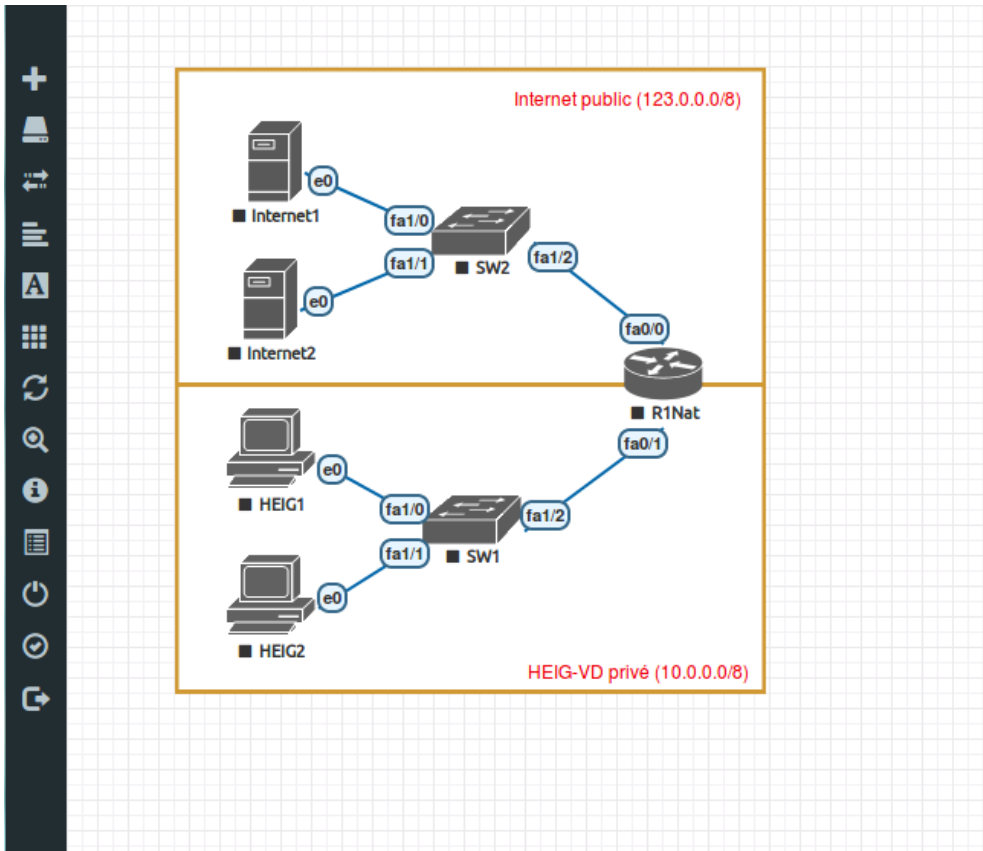 Internet public (123.0.0.0/8)
e0
Internet1
fa1/0
fa1/1
SW2
fa1/2
e0
Internet2
fa0/0
R1Nat
fa0/1
e0
HEIG1
fa1/0
fa1/1
SW1
fa1/2
e0
HEIG2
HEIG-VD privé (10.0.0.0/8)
A